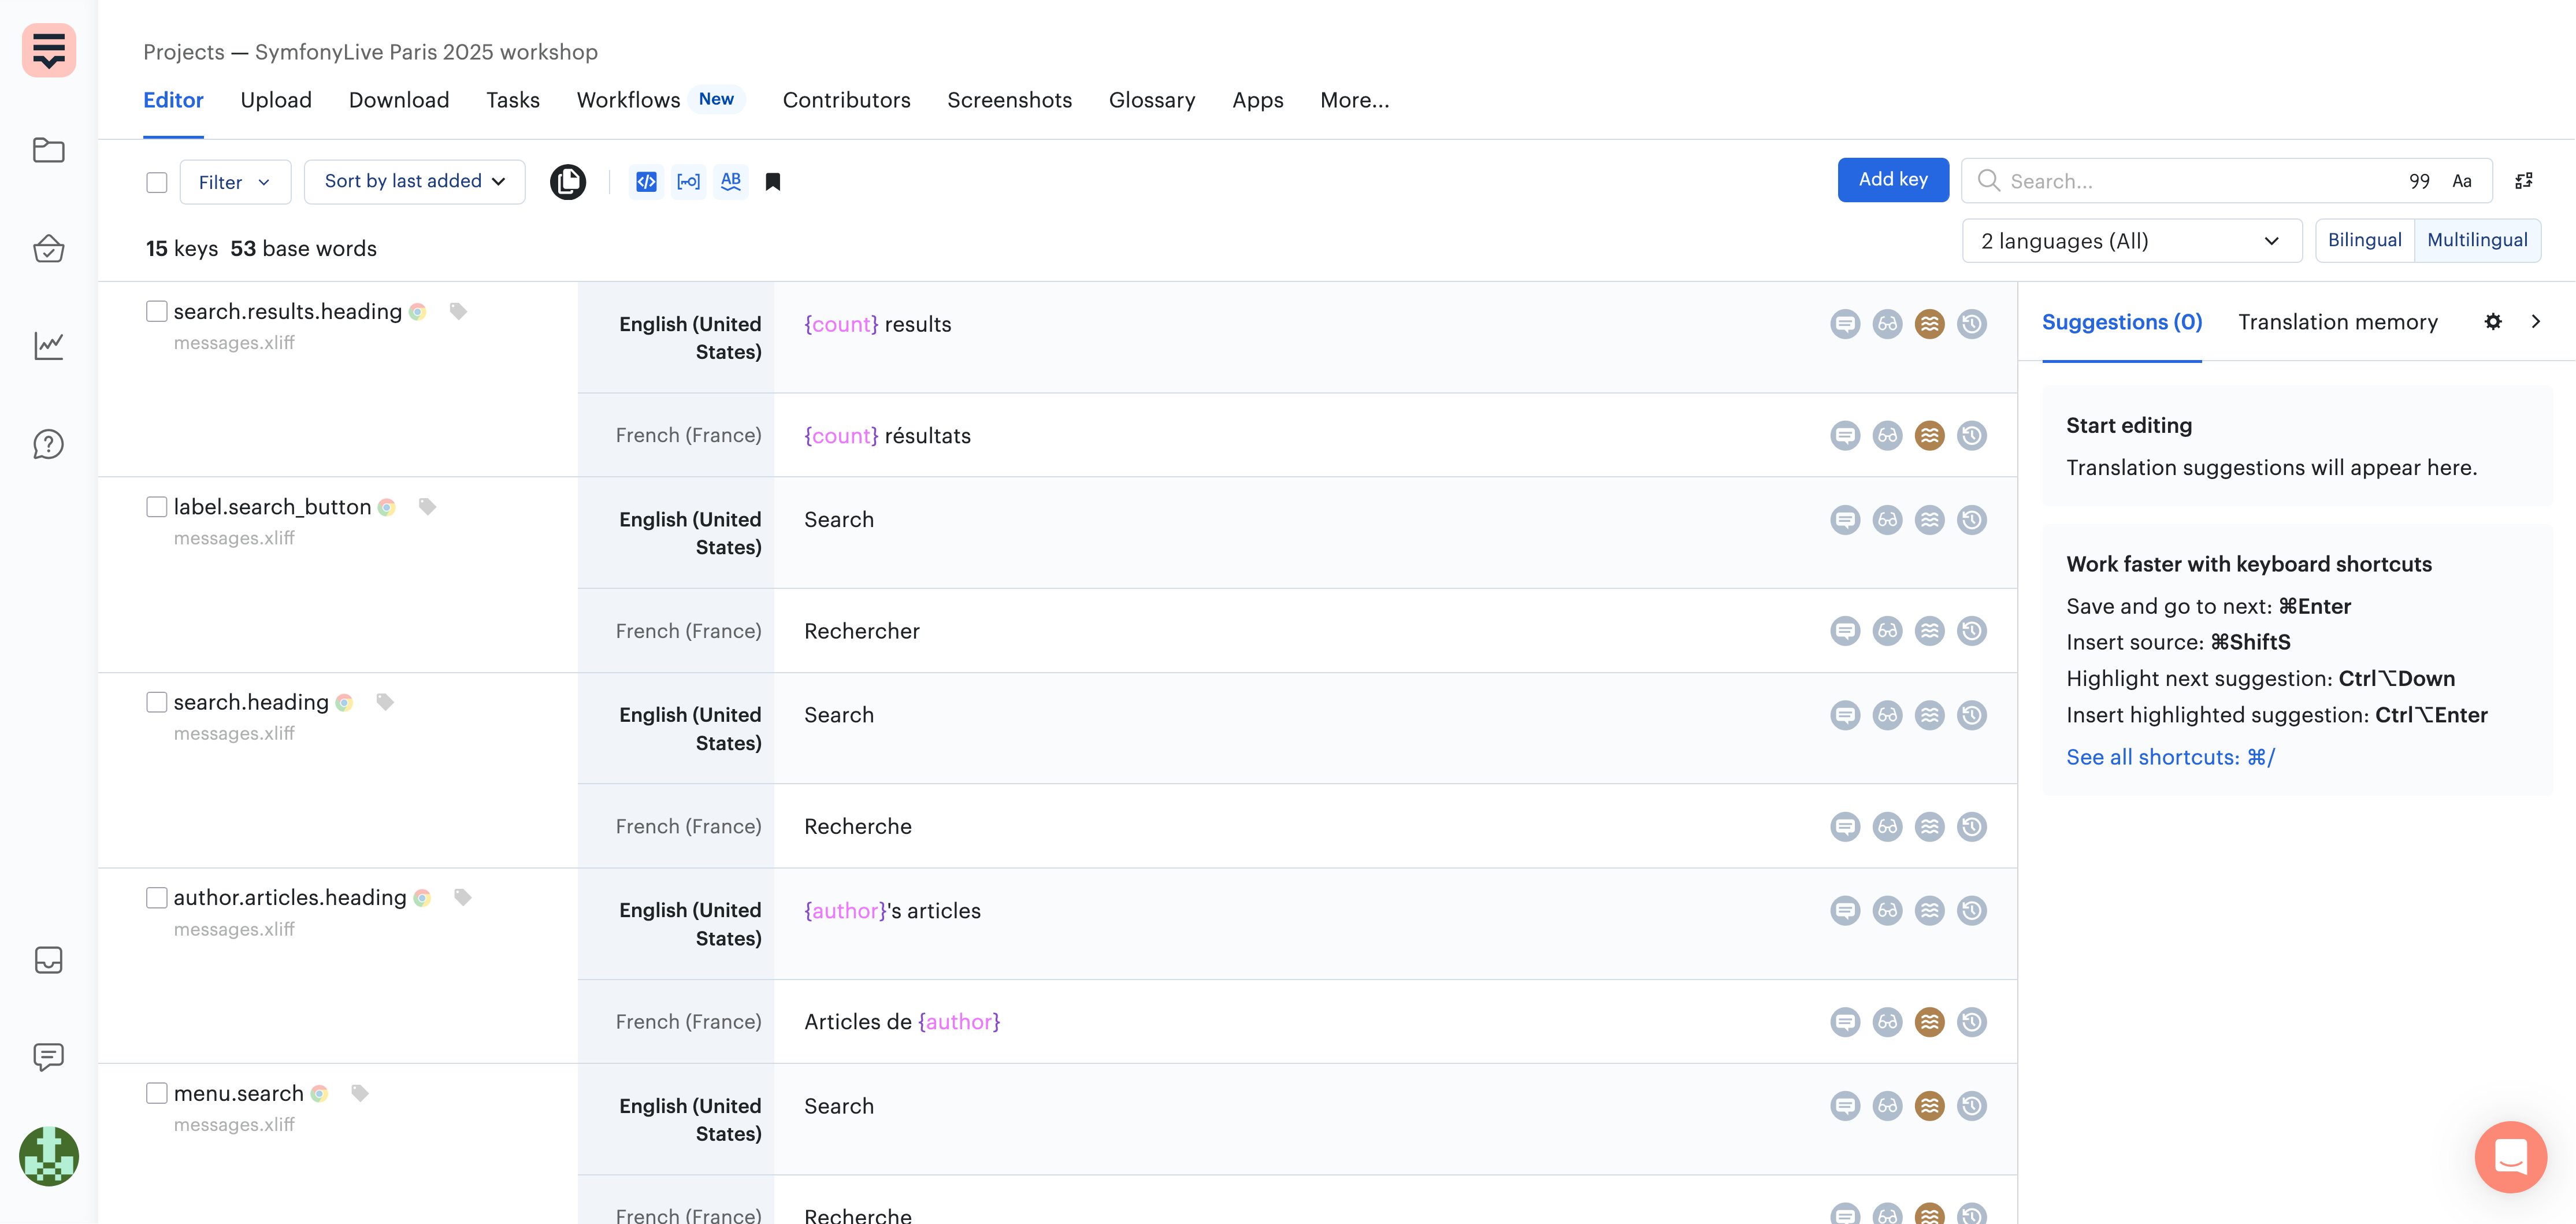 Projects — SymfonyLive Paris 2025 workshop
Editor Upload Download Tasks Workflows New Contributors Screenshots Glossary Apps More...
Filter Sort by last added AB Add key Search... 99 Aa
15 keys 53 base words 2 languages (All) Bilingual Multilingual
search.results.heading
messages.xliff
English (United States)
{count} results
French (France)
{count} résultats
label.search_button
messages.xliff
English (United States)
Search
French (France)
Rechercher
search.heading
messages.xliff
English (United States)
Search
French (France)
Recherche
author.articles.heading
messages.xliff
English (United States)
{author}'s articles
French (France)
Articles de {author}
menu.search
messages.xliff
English (United States)
Search
French (France)
Recherche
Suggestions (0) Translation memory
Start editing
Translation suggestions will appear here.
Work faster with keyboard shortcuts
Save and go to next: ⌘Enter
Insert source: ⌘ShiftS
Highlight next suggestion: Ctrl⌥Down
Insert highlighted suggestion: Ctrl⌥Enter
See all shortcuts: ⌘/